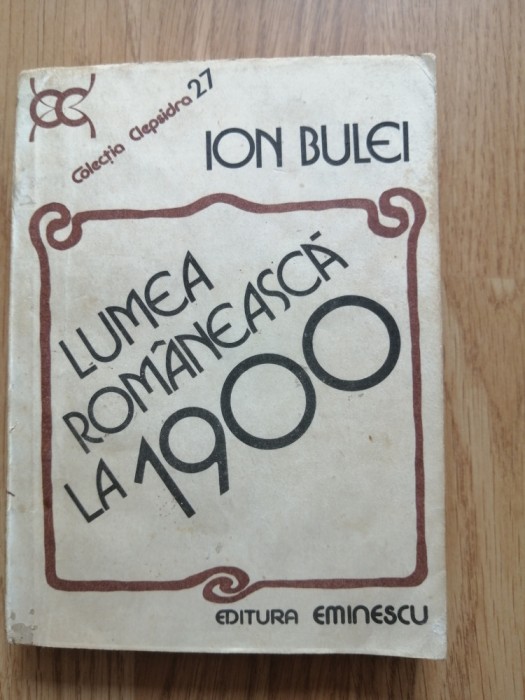 Colecția Clepsidra 27
ION BULEI
LUMEA
ROMÂNEASCĂ
LA 1900
EDITURA EMINESCU